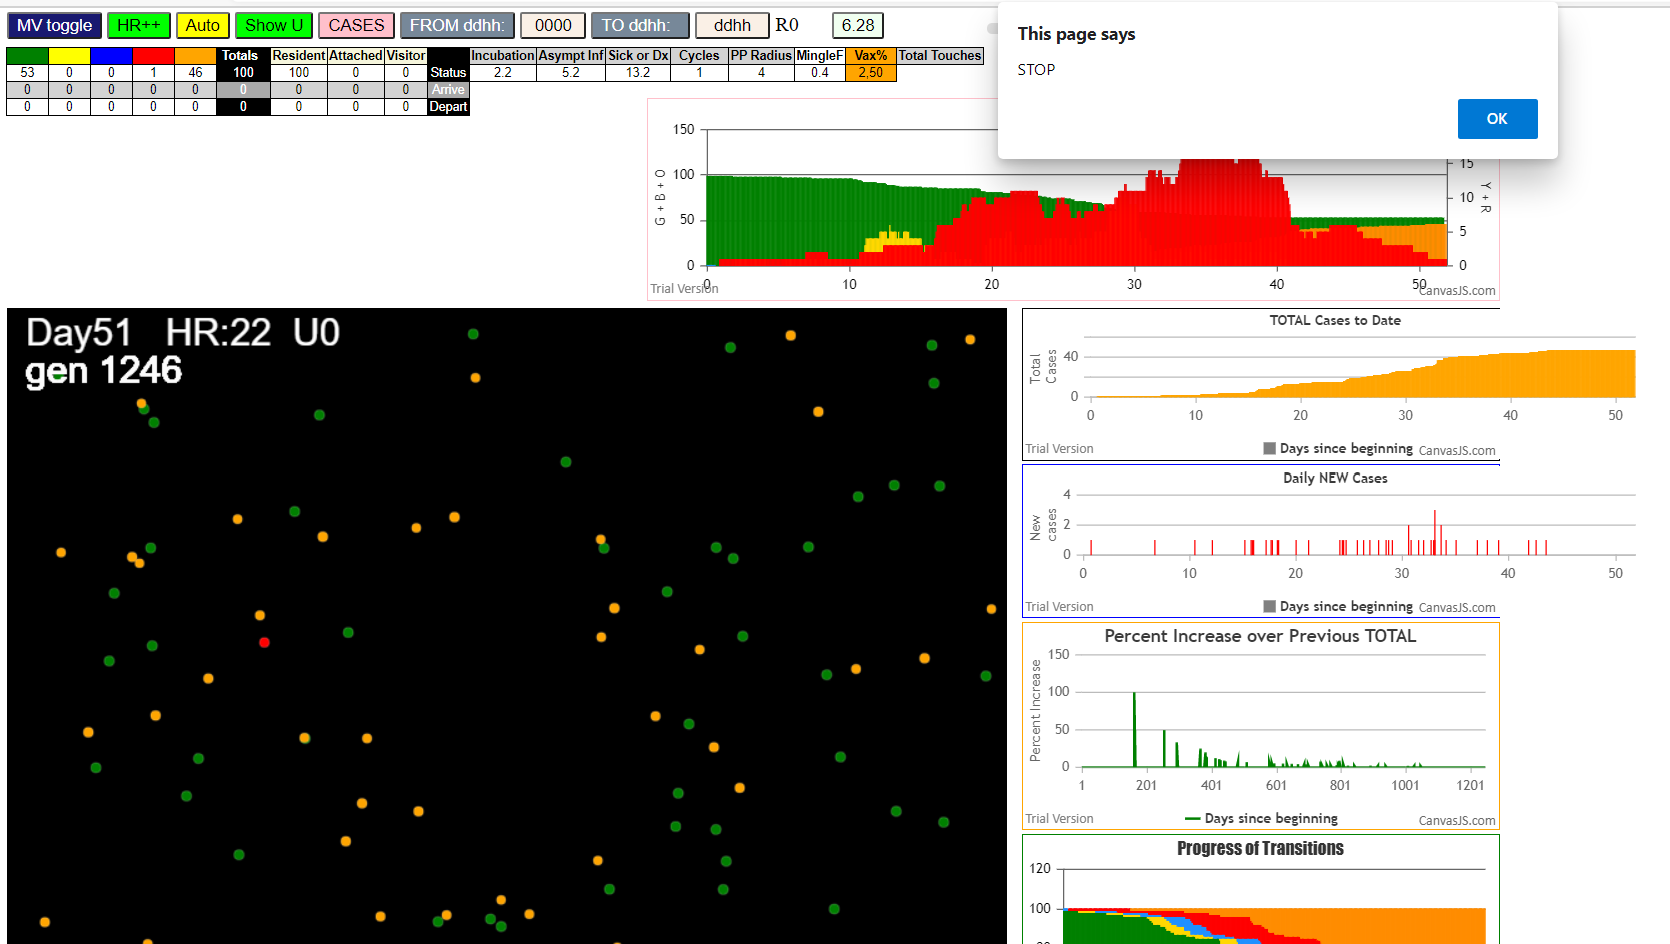 MV toggle HR++ Auto Show U CASES FROM ddhh: 0000 TO ddhh: ddhh R0 6.28
This page says
STOP
OK
Totals Resident Attached Visitor Incubation Asympt Inf Sick or Dx Cycles PP Radius MingleF Vax% Total Touches
53 0 0 1 46 100 100 0 0 Status 2.2 5.2 13.2 1 4 0.4 2,50
0 0 0 0 0 0 0 0 0 Arrive
0 0 0 0 0 0 0 0 0 Depart
150
100
50
0
G + B + O
15
10
5
0
Y + R
0 10 20 30 40 50
Trial Version CanvasJS.com
Day51 HR:22 U0
gen 1246
TOTAL Cases to Date
Total Cases
40
0
0 10 20 30 40 50
Trial Version Days since beginning CanvasJS.com
Daily NEW Cases
New cases
4
2
0
0 10 20 30 40 50
Trial Version Days since beginning CanvasJS.com
Percent Increase over Previous TOTAL
Percent Increase
150
100
50
0
1 201 401 601 801 1001 1201
Trial Version Days since beginning CanvasJS.com
Progress of Transitions
120
100